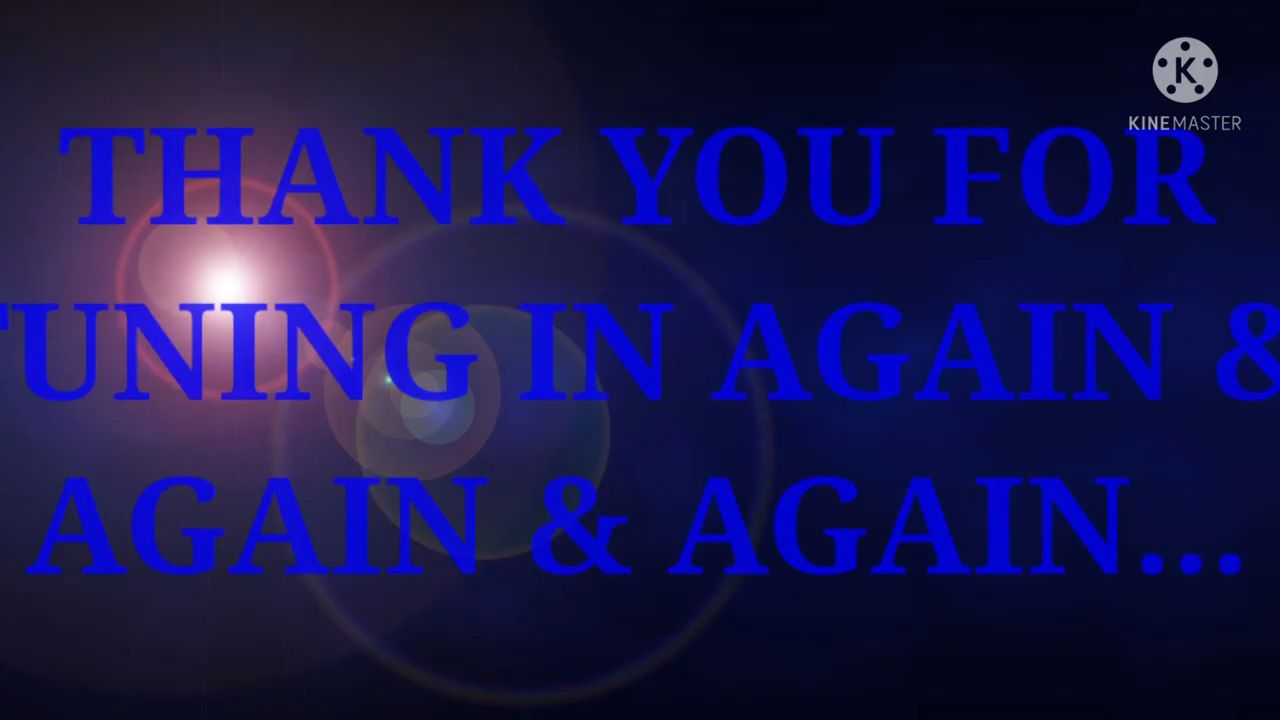 KINEMASTER
THANK YOU FOR
TUNING IN AGAIN &
AGAIN & AGAIN...